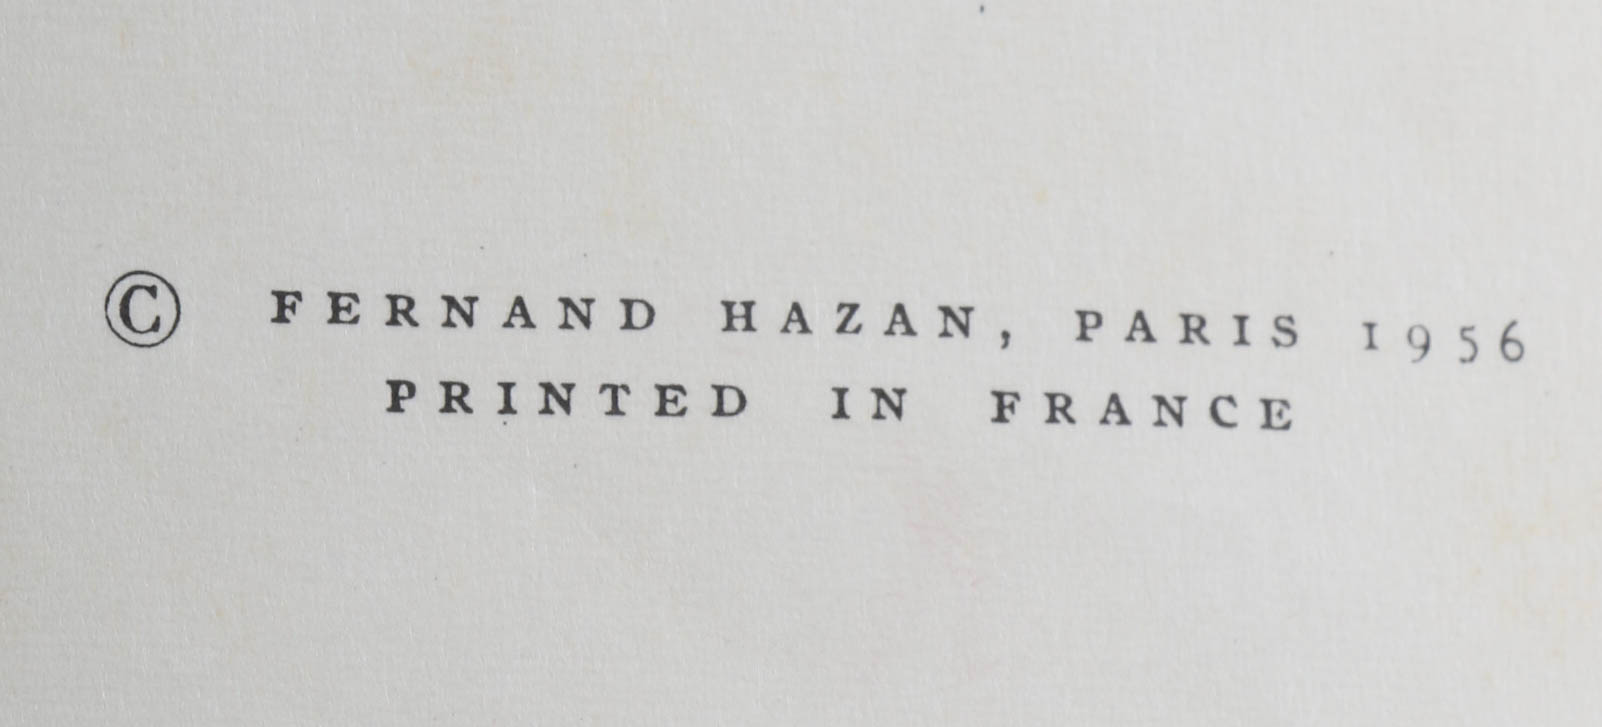 © FERNAND HAZAN, PARIS 1956
PRINTED IN FRANCE